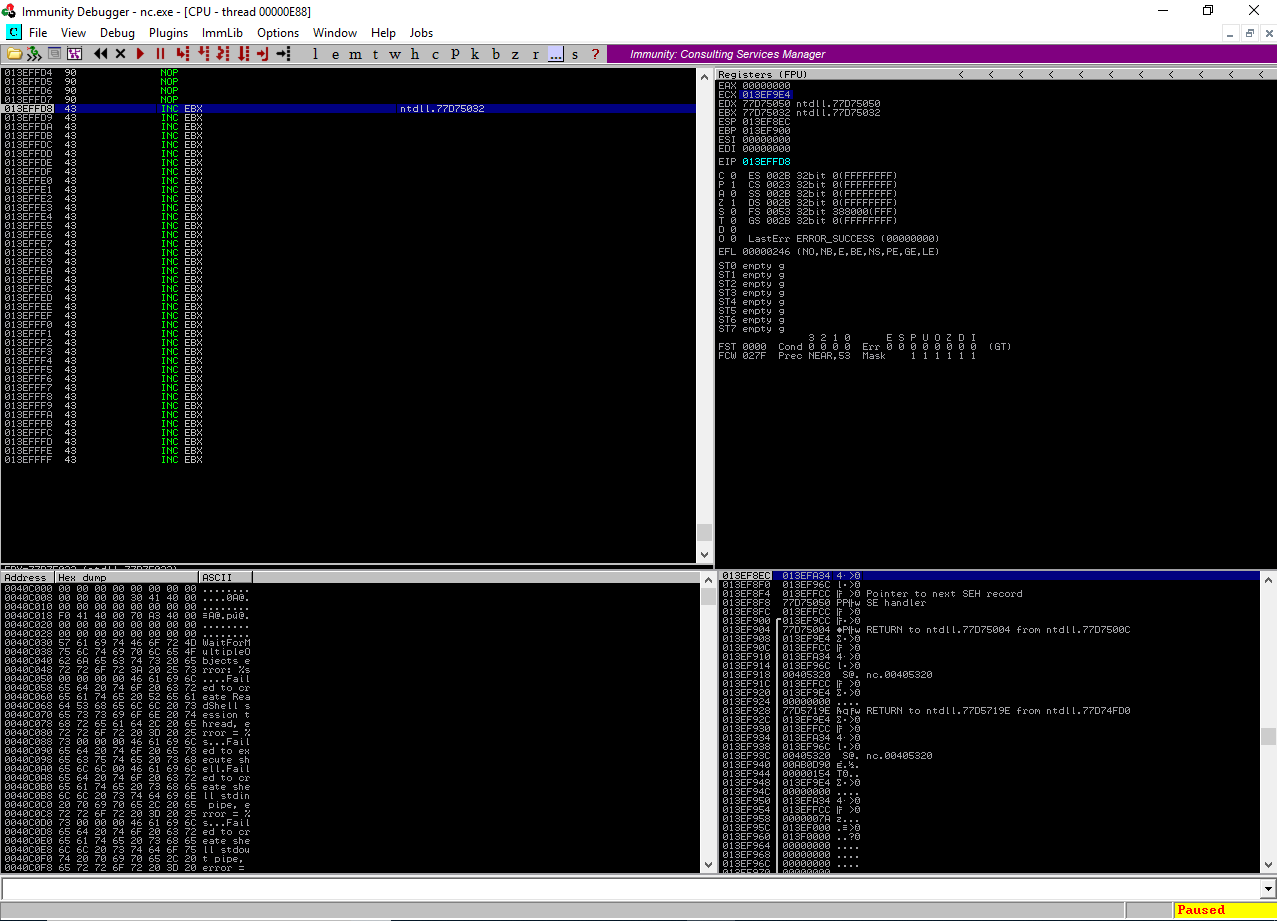 Immunity Debugger - nc.exe - [CPU - thread 00000E88]
C File View Debug Plugins ImmLib Options Window Help Jobs
l e m t w h c P k b z r ... s ? Immunity: Consulting Services Manager
013EFFD4 90 NOP
013EFFD5 90 NOP
013EFFD6 90 NOP
013EFFD7 90 NOP
013EFFD8 43 INC EBX ntdll.77D75032
013EFFD9 43 INC EBX
013EFFDA 43 INC EBX
013EFFDB 43 INC EBX
013EFFDC 43 INC EBX
013EFFDD 43 INC EBX
013EFFDE 43 INC EBX
013EFFDF 43 INC EBX
013EFFE0 43 INC EBX
013EFFE1 43 INC EBX
013EFFE2 43 INC EBX
013EFFE3 43 INC EBX
013EFFE4 43 INC EBX
013EFFE5 43 INC EBX
013EFFE6 43 INC EBX
013EFFE7 43 INC EBX
013EFFE8 43 INC EBX
013EFFE9 43 INC EBX
013EFFEA 43 INC EBX
013EFFEB 43 INC EBX
013EFFEC 43 INC EBX
013EFFED 43 INC EBX
013EFFEE 43 INC EBX
013EFFEF 43 INC EBX
013EFFF0 43 INC EBX
013EFFF1 43 INC EBX
013EFFF2 43 INC EBX
013EFFF3 43 INC EBX
013EFFF4 43 INC EBX
013EFFF5 43 INC EBX
013EFFF6 43 INC EBX
013EFFF7 43 INC EBX
013EFFF8 43 INC EBX
013EFFF9 43 INC EBX
013EFFFA 43 INC EBX
013EFFFB 43 INC EBX
013EFFFC 43 INC EBX
013EFFFD 43 INC EBX
013EFFFE 43 INC EBX
013EFFFF 43 INC EBX
Registers (FPU) < < < < < < < < < < <
EAX 00000000
ECX 013EF9E4
EDX 77D75050 ntdll.77D75050
EBX 77D75032 ntdll.77D75032
ESP 013EF8EC
EBP 013EF900
ESI 00000000
EDI 00000000
EIP 013EFFD8
C 0 ES 002B 32bit 0(FFFFFFFF)
P 1 CS 0023 32bit 0(FFFFFFFF)
A 0 SS 002B 32bit 0(FFFFFFFF)
Z 1 DS 002B 32bit 0(FFFFFFFF)
S 0 FS 0053 32bit 388000(FFF)
T 0 GS 002B 32bit 0(FFFFFFFF)
D 0
O 0 LastErr ERROR_SUCCESS (00000000)
EFL 00000246 (NO,NB,E,BE,NS,PE,GE,LE)
ST0 empty g
ST1 empty g
ST2 empty g
ST3 empty g
ST4 empty g
ST5 empty g
ST6 empty g
ST7 empty g
3 2 1 0 E S P U O Z D I
FST 0000 Cond 0 0 0 0 Err 0 0 0 0 0 0 0 0 (GT)
FCW 027F Prec NEAR,53 Mask 1 1 1 1 1 1
Address Hex dump ASCII
0040C000 00 00 00 00 00 00 00 00 ........
0040C008 00 00 00 00 30 41 40 00 ....0A@.
0040C010 00 00 00 00 00 00 00 00 ........
0040C018 F0 41 40 00 70 A3 40 00 ≡A@.pú@.
0040C020 00 00 00 00 00 00 00 00 ........
0040C028 00 00 00 00 00 00 00 00 ........
0040C030 57 61 69 74 46 6F 72 4D WaitForM
0040C038 75 6C 74 69 70 6C 65 4F ultipleO
0040C040 62 6A 65 63 74 73 20 65 bjects e
0040C048 72 72 6F 72 3A 20 25 73 rror: %s
0040C050 00 00 00 00 46 61 69 6C ....Fail
0040C058 65 64 20 74 6F 20 63 72 ed to cr
0040C060 65 61 74 65 20 52 65 61 eate Rea
0040C068 64 53 68 65 6C 6C 20 73 dShell s
0040C070 65 73 73 69 6F 6E 20 74 ession t
0040C078 68 72 65 61 64 2C 20 65 hread, e
0040C080 72 72 6F 72 20 3D 20 25 rror = %
0040C088 73 00 00 00 46 61 69 6C s...Fail
0040C090 65 64 20 74 6F 20 65 78 ed to ex
0040C098 65 63 75 74 65 20 73 68 ecute sh
0040C0A0 65 6C 6C 00 46 61 69 6C ell.Fail
0040C0A8 65 64 20 74 6F 20 63 72 ed to cr
0040C0B0 65 61 74 65 20 73 68 65 eate she
0040C0B8 6C 6C 20 73 74 64 69 6E ll stdin
0040C0C0 20 70 69 70 65 2C 20 65 pipe, e
0040C0C8 72 72 6F 72 20 3D 20 25 rror = %
0040C0D0 73 00 00 00 46 61 69 6C s...Fail
0040C0D8 65 64 20 74 6F 20 63 72 ed to cr
0040C0E0 65 61 74 65 20 73 68 65 eate she
0040C0E8 6C 6C 20 73 74 64 6F 75 ll stdou
0040C0F0 74 20 70 69 70 65 2C 20 t pipe,
0040C0F8 65 72 72 6F 72 20 3D 20 error =
013EF8EC 013EFA34 4·>0
013EF8F0 013EF96C
013EF8F4 013EFFCC Pointer to next SEH record
013EF8F8 77D75050 SE handler
013EF8FC 013EFFCC
013EF900 013EF9CC
013EF904 77D75004 RETURN to ntdll.77D75004 from ntdll.77D7500C
013EF908 013EF9E4
013EF90C 013EFFCC
013EF910 013EFA34
013EF914 013EF96C
013EF918 00405320 S@. nc.00405320
013EF91C 013EFFCC
013EF920 013EF9E4
013EF924 00000000 ....
013EF928 77D5719E RETURN to ntdll.77D5719E from ntdll.77D74FD0
013EF92C 013EF9E4
013EF930 013EFFCC
013EF934 013EFA34
013EF938 013EF96C
013EF93C 00405320 S@. nc.00405320
013EF940 00AB0D90
013EF944 00000154
013EF948 013EF9E4
013EF94C 00000000 ....
013EF950 013EFA34
013EF954 013EFFCC
013EF958 0000007A z...
013EF95C 013EF000
013EF960 013F0000
013EF964 00000000 ....
013EF968 00000000 ....
013EF96C 00000000 ....
Paused